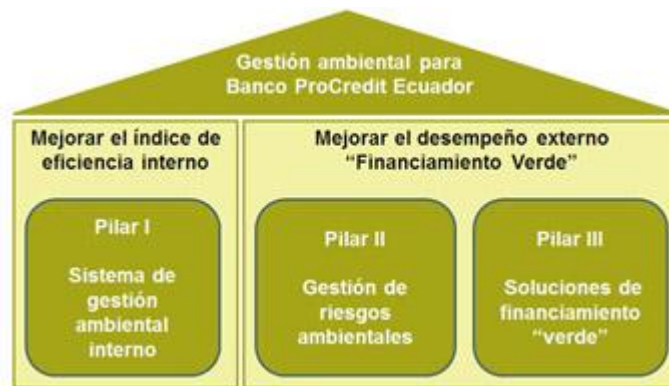 Gestión ambiental para
Banco ProCredit Ecuador
Mejorar el índice de
eficiencia interno
Pilar I
Sistema de
gestión
ambiental
interno
Mejorar el desempeño externo
“Financiamiento Verde”
Pilar II
Gestión de
riesgos
ambientales
Pilar III
Soluciones de
financiamiento
“verde”